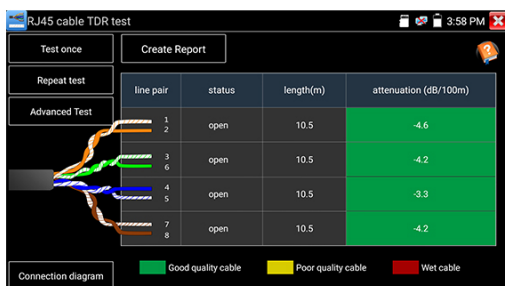 RJ45 cable TDR test
3:58 PM
Test once
Create Report
Repeat test
Advanced Test
line pair status length(m) attenuation (dB/100m)
1
2
open 10.5 -4.6
3
6
open 10.5 -4.2
4
5
open 10.5 -3.3
7
8
open 10.5 -4.2
Connection diagram
Good quality cable Poor quality cable Wet cable